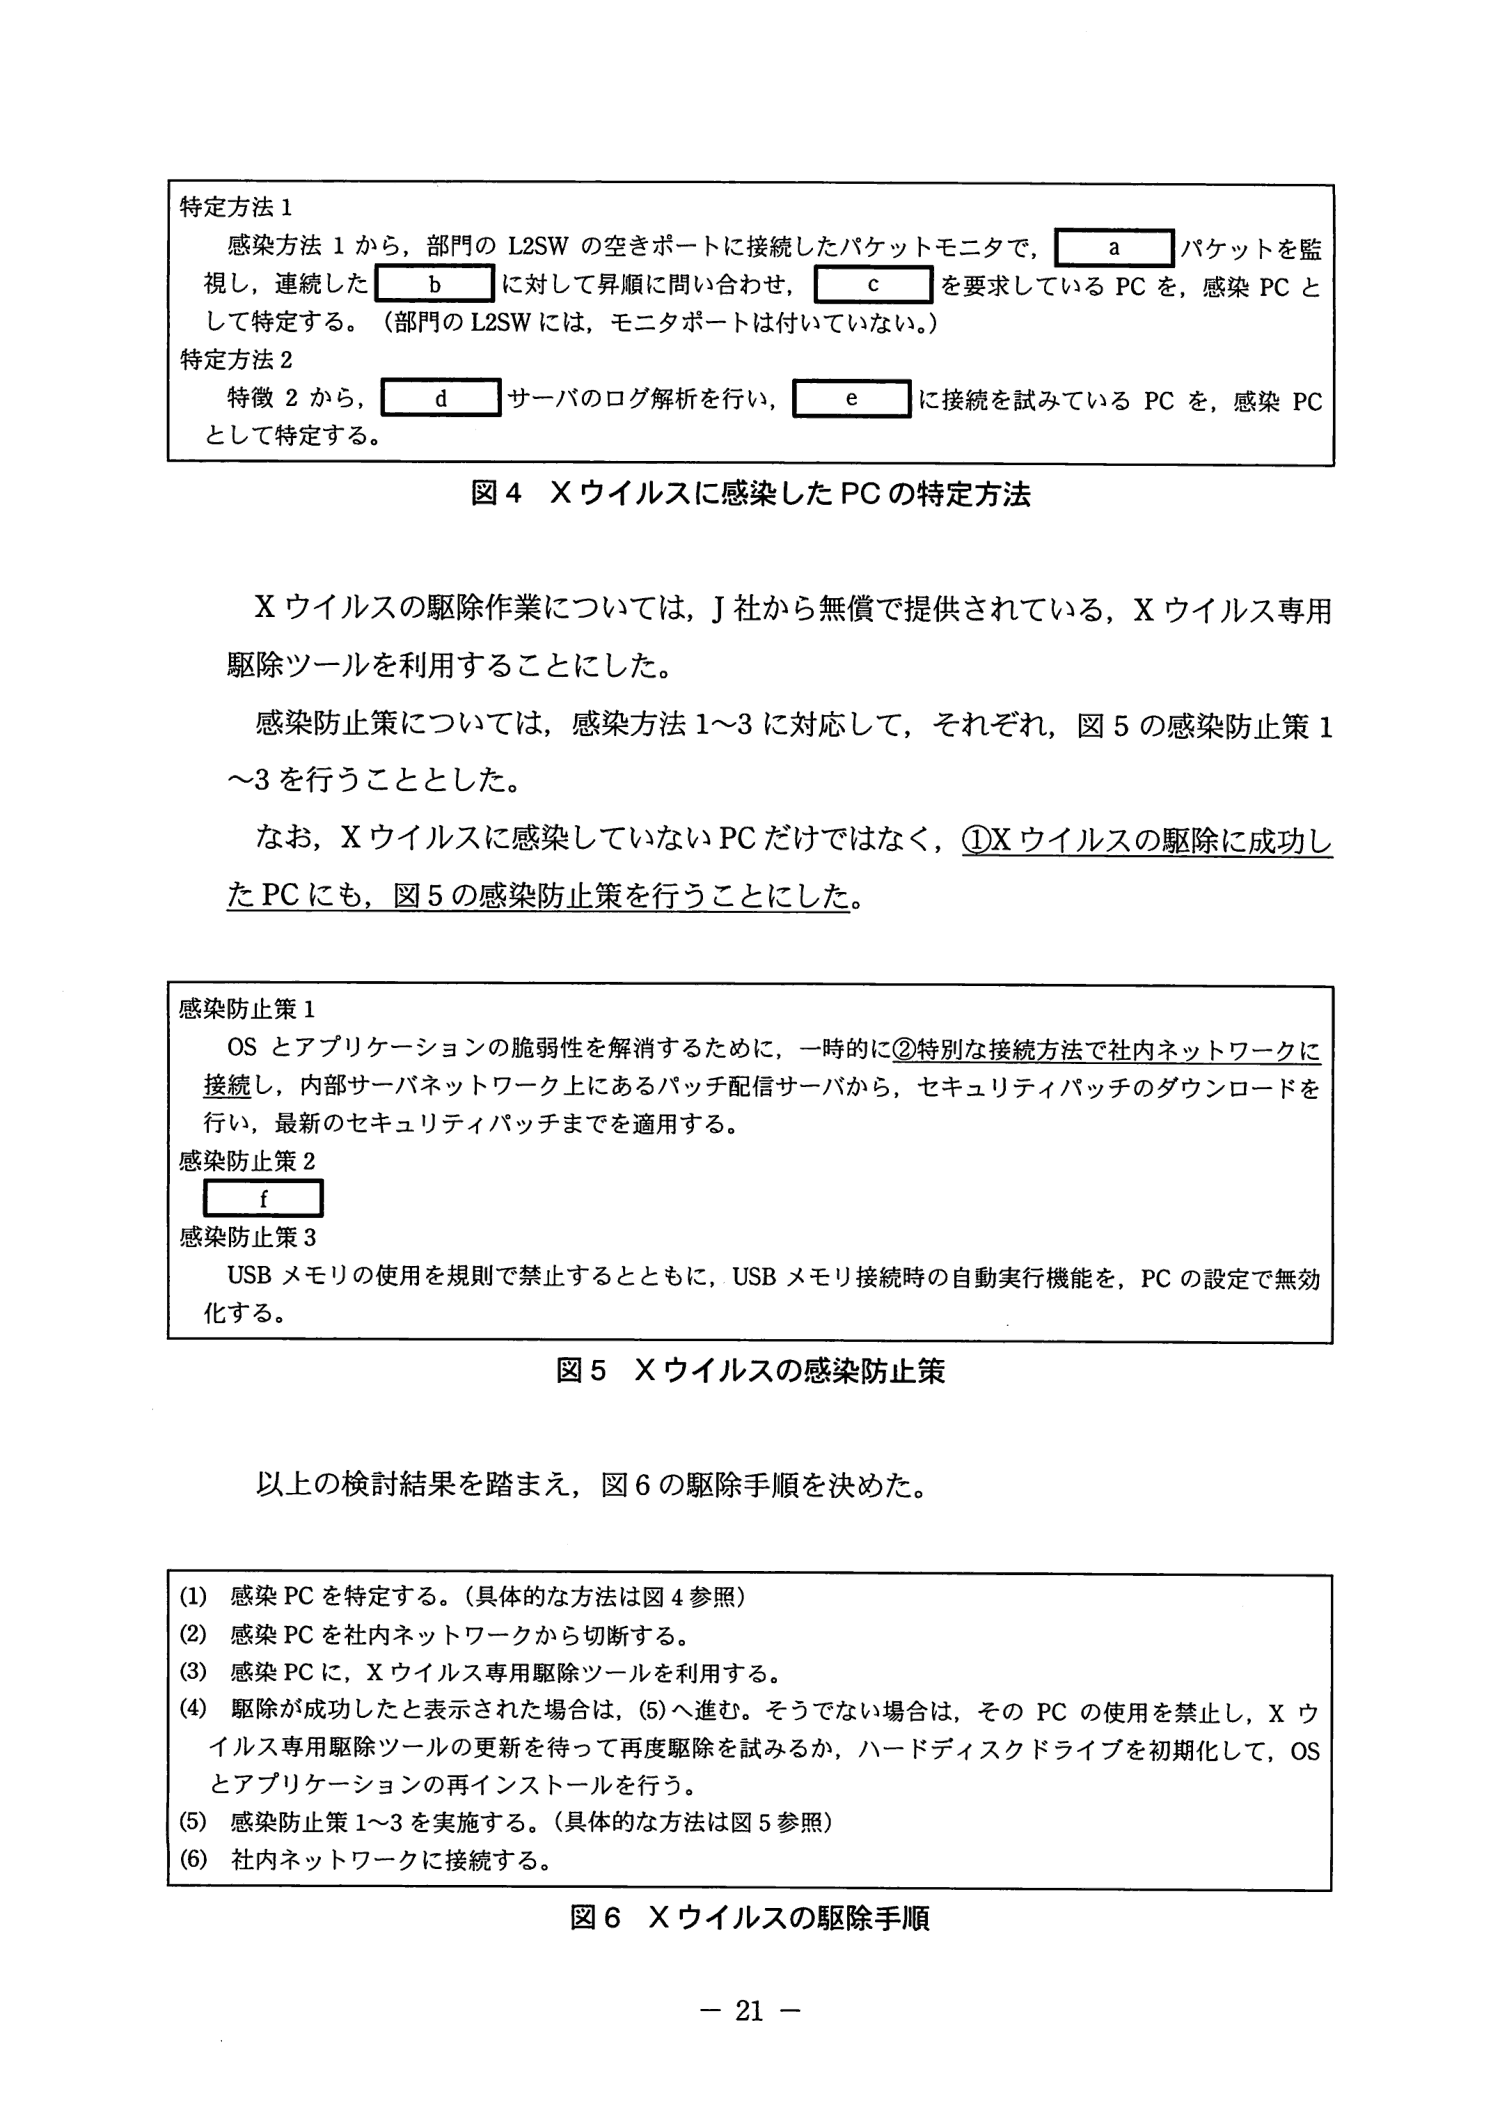 特定方法1
感染方法 1 から，部門の L2SW の空きポートに接続したパケットモニタで，a パケットを監
視し，連続した b に対して昇順に問い合わせ，c を要求している PC を，感染 PC と
して特定する。（部門の L2SW には，モニタポートは付いていない。）
特定方法2
特徴 2 から，d サーバのログ解析を行い，e に接続を試みている PC を，感染 PC
として特定する。
図4 Xウイルスに感染したPCの特定方法
X ウイルスの駆除作業については，J 社から無償で提供されている，X ウイルス専用
駆除ツールを利用することにした。
感染防止策については，感染方法 1～3 に対応して，それぞれ，図 5 の感染防止策 1
～3 を行うこととした。
なお，X ウイルスに感染していない PC だけではなく，①X ウイルスの駆除に成功し
た PC にも，図 5 の感染防止策を行うことにした。
感染防止策1
OS とアプリケーションの脆弱性を解消するために，一時的に②特別な接続方法で社内ネットワークに
接続し，内部サーバネットワーク上にあるパッチ配信サーバから，セキュリティパッチのダウンロードを
行い，最新のセキュリティパッチまでを適用する。
感染防止策2
f
感染防止策3
USB メモリの使用を規則で禁止するとともに，USB メモリ接続時の自動実行機能を，PC の設定で無効
化する。
図5 Xウイルスの感染防止策
以上の検討結果を踏まえ，図 6 の駆除手順を決めた。
(1) 感染 PC を特定する。（具体的な方法は図 4 参照）
(2) 感染 PC を社内ネットワークから切断する。
(3) 感染 PC に，X ウイルス専用駆除ツールを利用する。
(4) 駆除が成功したと表示された場合は，(5)へ進む。そうでない場合は，その PC の使用を禁止し，X ウ
イルス専用駆除ツールの更新を待って再度駆除を試みるか，ハードディスクドライブを初期化して，OS
とアプリケーションの再インストールを行う。
(5) 感染防止策 1～3 を実施する。（具体的な方法は図 5 参照）
(6) 社内ネットワークに接続する。
図6 Xウイルスの駆除手順
－ 21 －